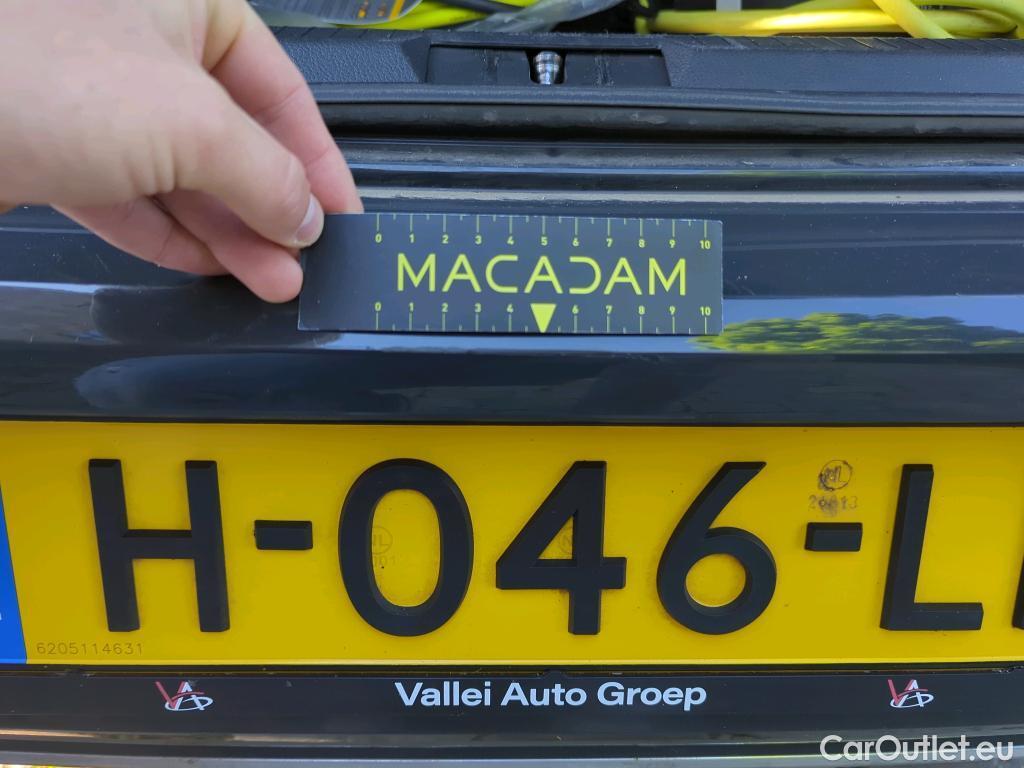 0 1 2 3 4 5 6 7 8 9 10
MACADAM
0 1 2 3 4 6 7 8 9 10
H-046-L
NL
6205114631
Vallei Auto Groep
CarOutlet.eu